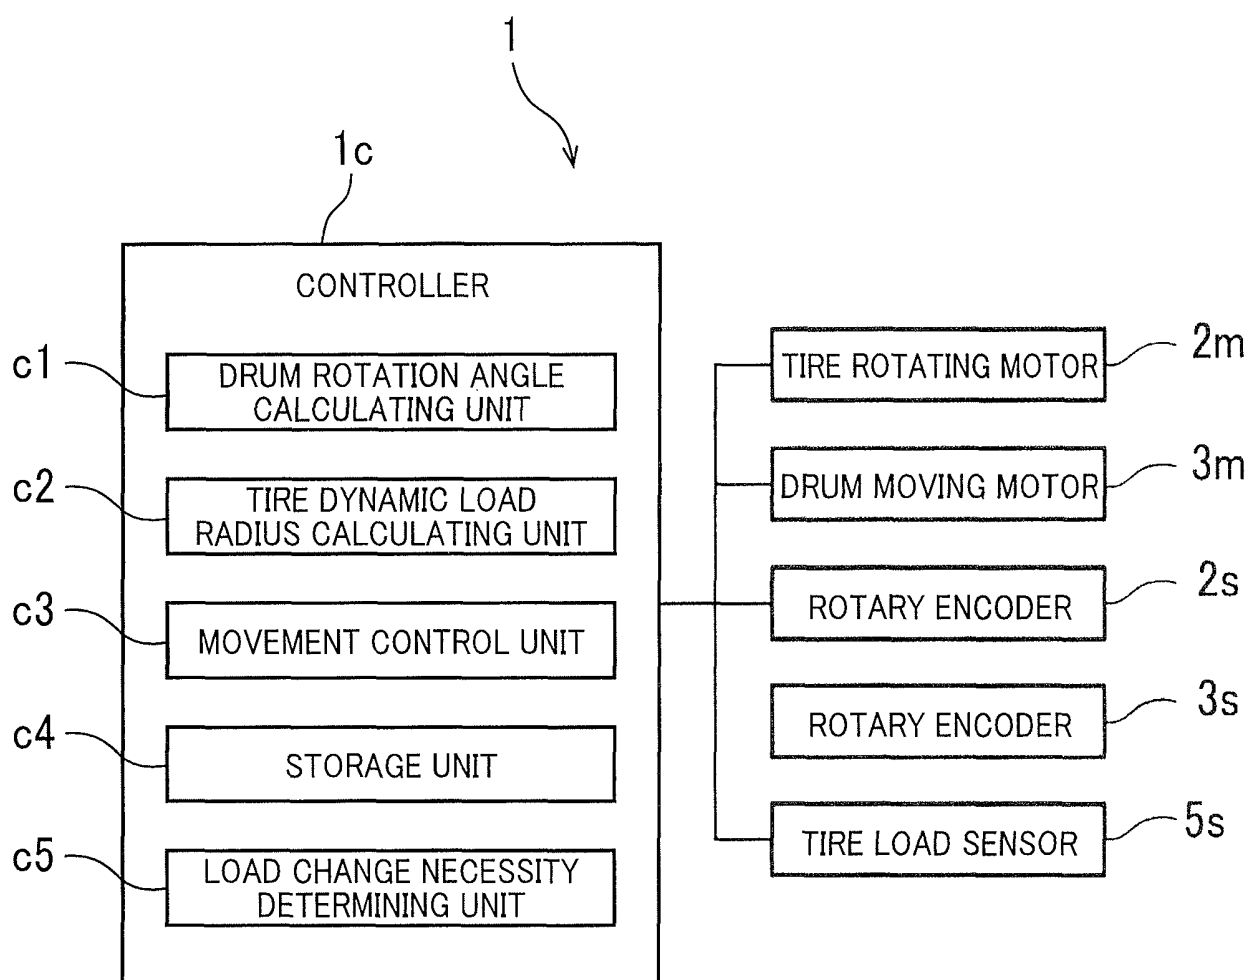 1
1c
CONTROLLER
c1
DRUM ROTATION ANGLE
CALCULATING UNIT
c2
TIRE DYNAMIC LOAD
RADIUS CALCULATING UNIT
c3
MOVEMENT CONTROL UNIT
c4
STORAGE UNIT
c5
LOAD CHANGE NECESSITY
DETERMINING UNIT
TIRE ROTATING MOTOR
2m
DRUM MOVING MOTOR
3m
ROTARY ENCODER
2s
ROTARY ENCODER
3s
TIRE LOAD SENSOR
5s